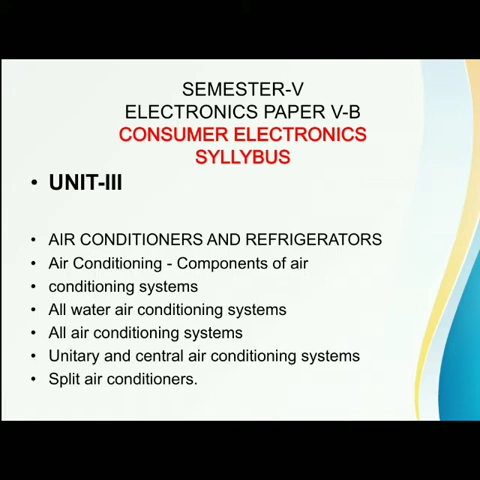 SEMESTER-V
ELECTRONICS PAPER V-B
CONSUMER ELECTRONICS
SYLLYBUS
• UNIT-III
• AIR CONDITIONERS AND REFRIGERATORS
• Air Conditioning - Components of air
• conditioning systems
• All water air conditioning systems
• All air conditioning systems
• Unitary and central air conditioning systems
• Split air conditioners.